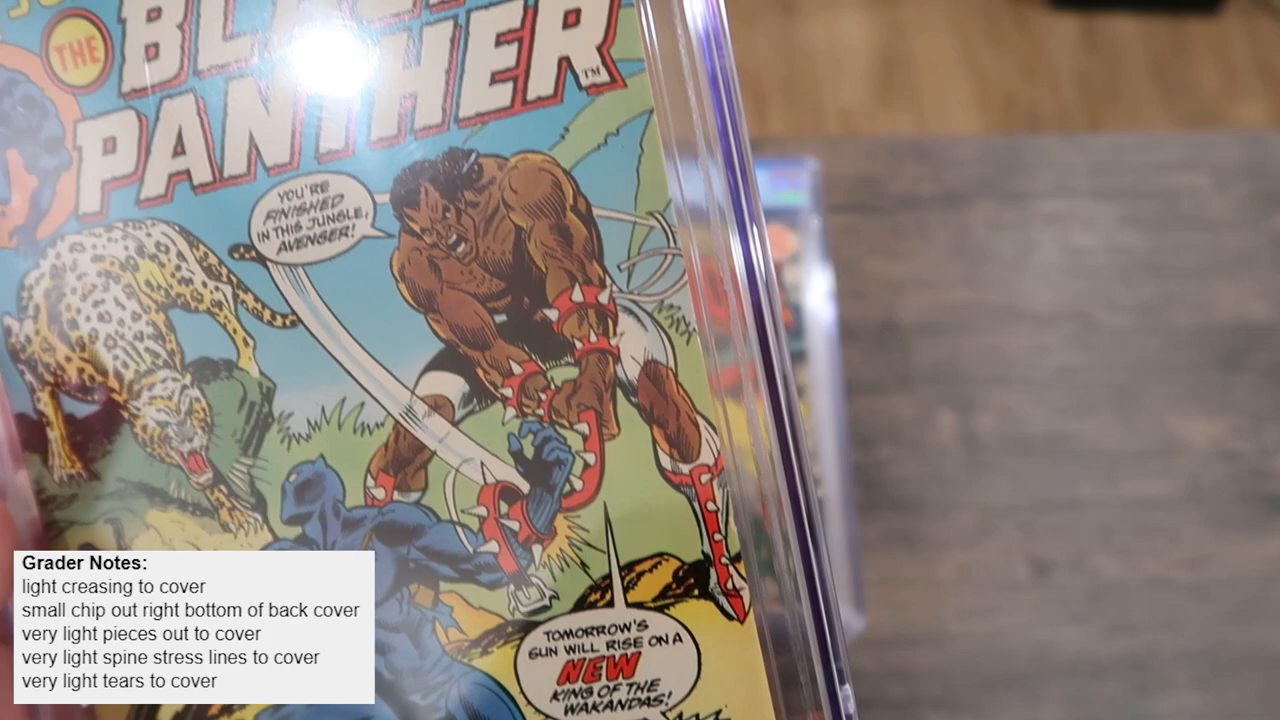 THE
PANTHER™
YOU'RE
FINISHED
IN THIS JUNGLE,
AVENGER!
TOMORROW'S
SUN WILL RISE ON A
NEW
KING OF THE
WAKANDAS!
Grader Notes:
light creasing to cover
small chip out right bottom of back cover
very light pieces out to cover
very light spine stress lines to cover
very light tears to cover